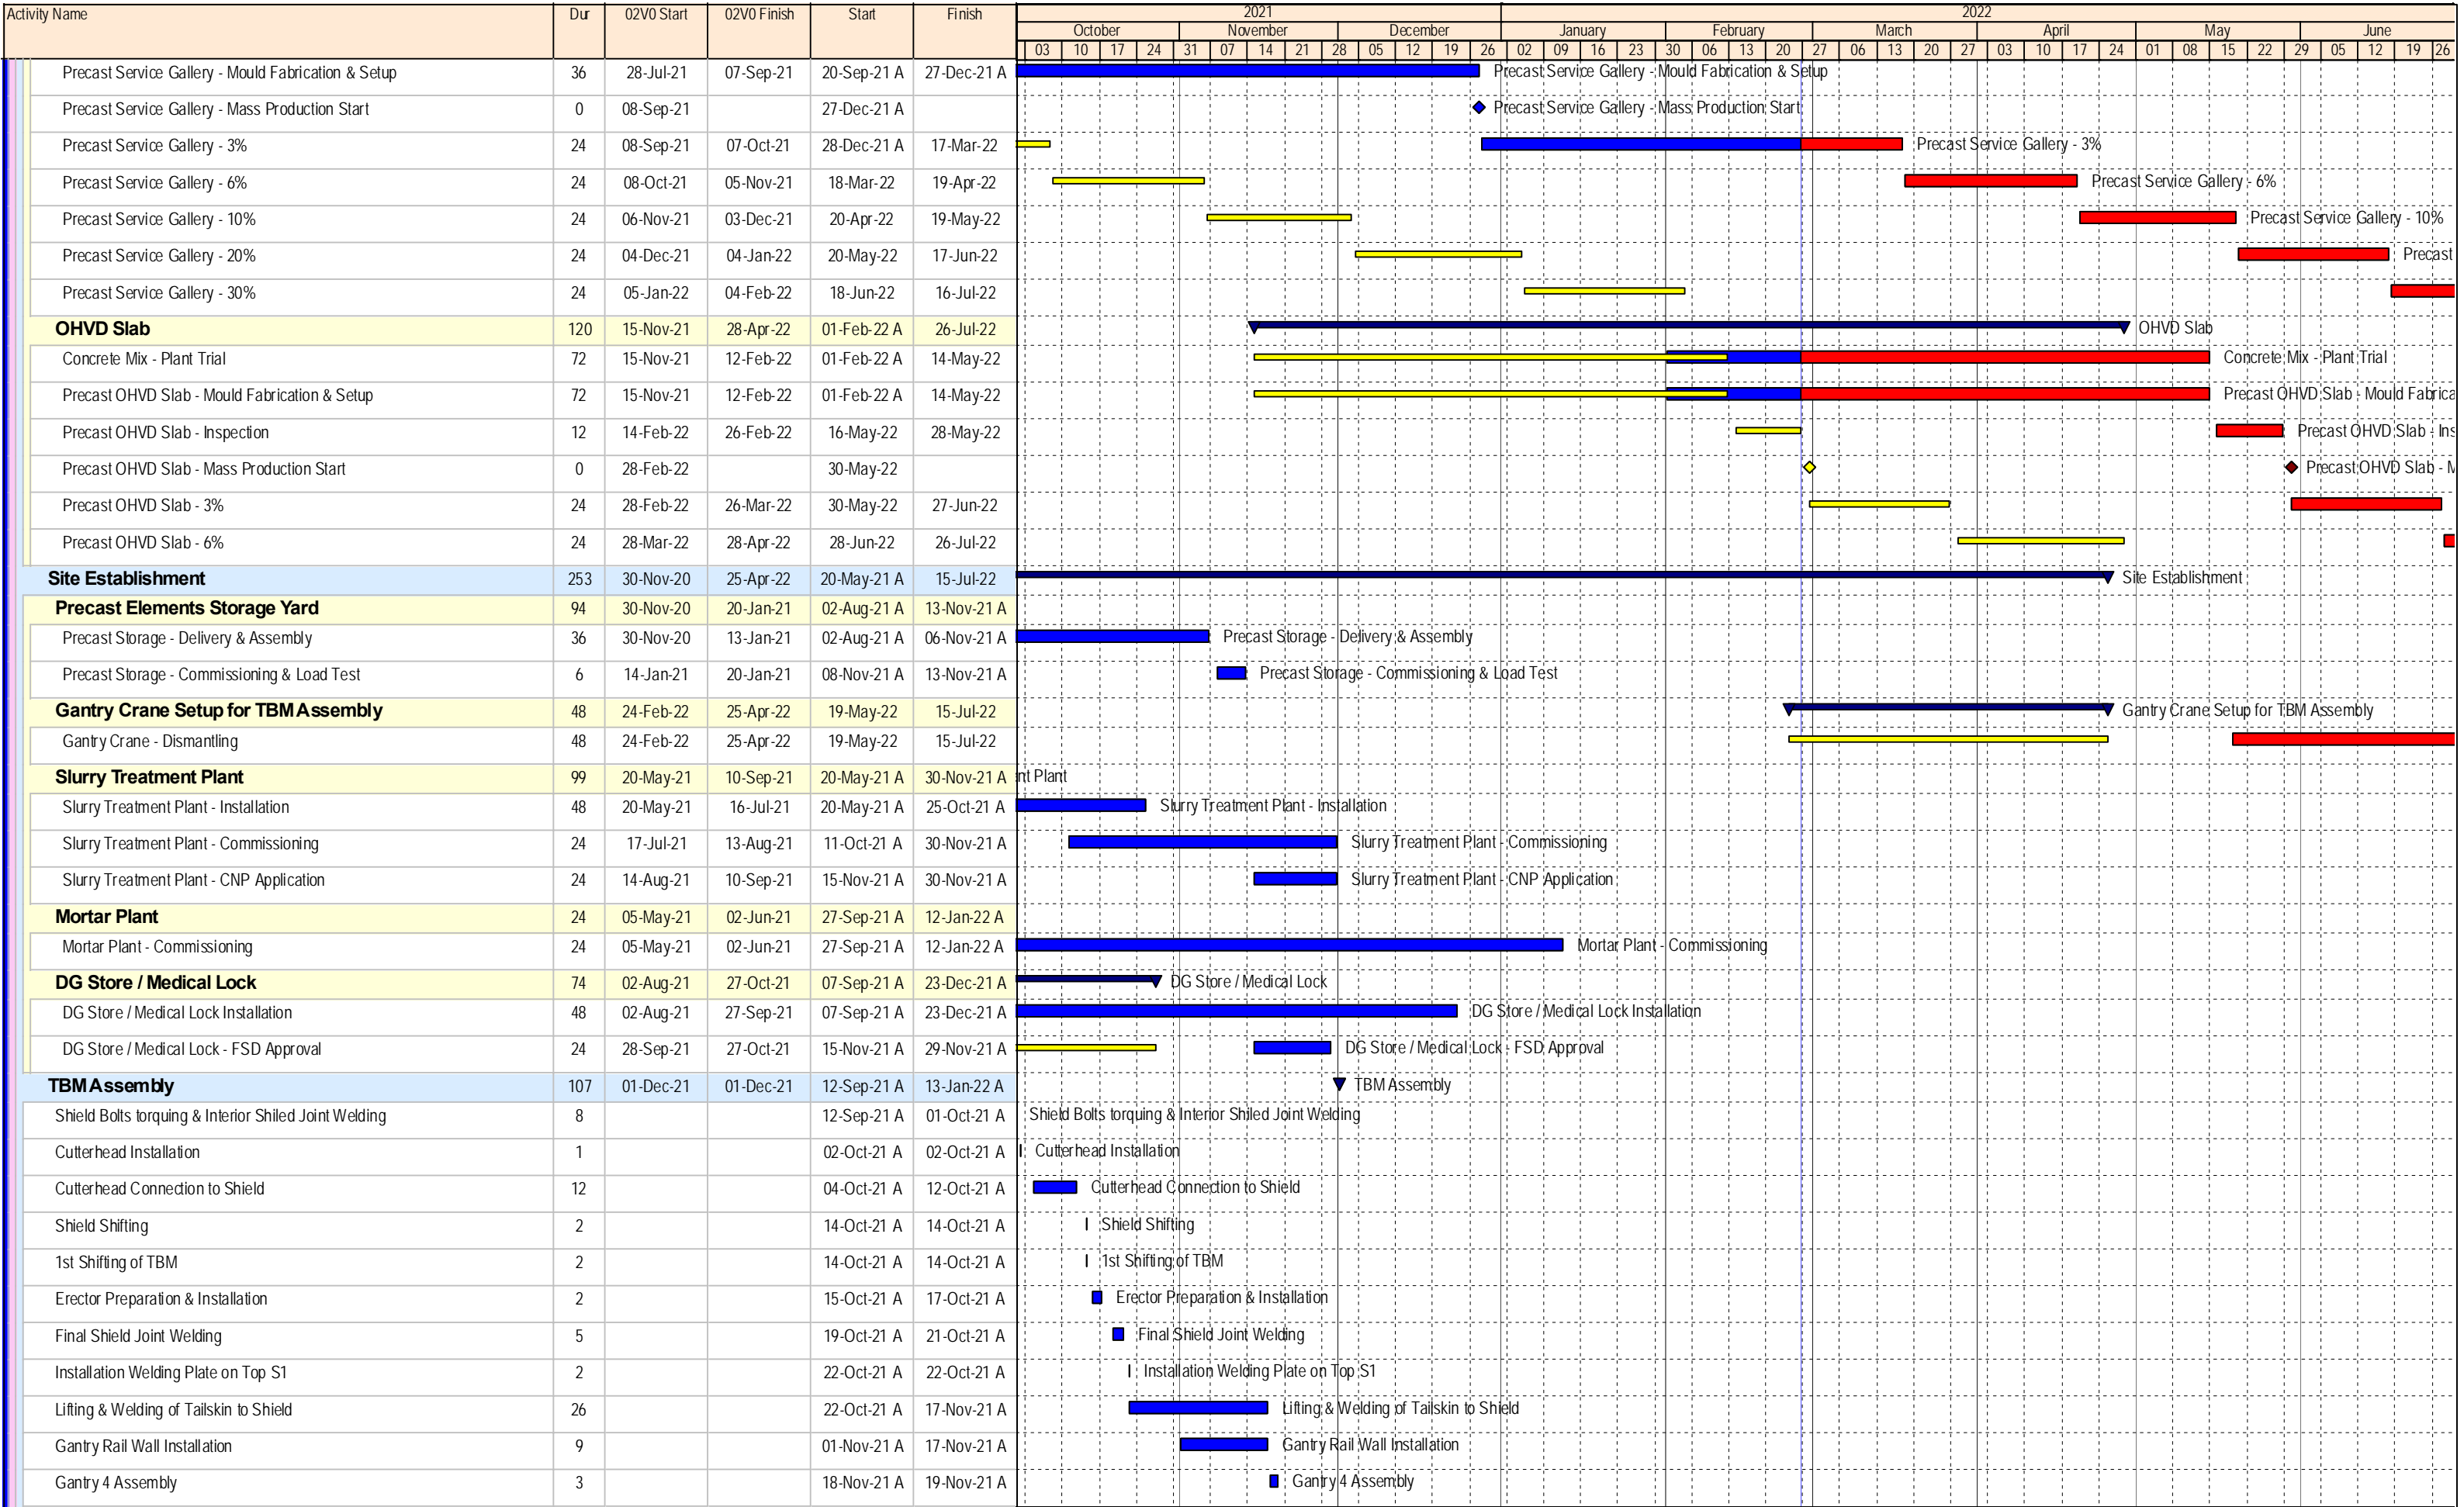 Activity Name Dur 02V0 Start 02V0 Finish Start Finish
2021 2022
October November December January February March April May June
03 10 17 24 31 07 14 21 28 05 12 19 26 02 09 16 23 30 06 13 20 27 06 13 20 27 03 10 17 24 01 08 15 22 29 05 12 19 26
Precast Service Gallery - Mould Fabrication & Setup 36 28-Jul-21 07-Sep-21 20-Sep-21 A 27-Dec-21 A Precast Service Gallery - Mould Fabrication & Setup
Precast Service Gallery - Mass Production Start 0 08-Sep-21 27-Dec-21 A Precast Service Gallery - Mass Production Start
Precast Service Gallery - 3% 24 08-Sep-21 07-Oct-21 28-Dec-21 A 17-Mar-22 Precast Service Gallery - 3%
Precast Service Gallery - 6% 24 08-Oct-21 05-Nov-21 18-Mar-22 19-Apr-22 Precast Service Gallery - 6%
Precast Service Gallery - 10% 24 06-Nov-21 03-Dec-21 20-Apr-22 19-May-22 Precast Service Gallery - 10%
Precast Service Gallery - 20% 24 04-Dec-21 04-Jan-22 20-May-22 17-Jun-22 Precast
Precast Service Gallery - 30% 24 05-Jan-22 04-Feb-22 18-Jun-22 16-Jul-22
OHVD Slab 120 15-Nov-21 28-Apr-22 01-Feb-22 A 26-Jul-22 OHVD Slab
Concrete Mix - Plant Trial 72 15-Nov-21 12-Feb-22 01-Feb-22 A 14-May-22 Concrete Mix - Plant Trial
Precast OHVD Slab - Mould Fabrication & Setup 72 15-Nov-21 12-Feb-22 01-Feb-22 A 14-May-22 Precast OHVD Slab - Mould Fabrica
Precast OHVD Slab - Inspection 12 14-Feb-22 26-Feb-22 16-May-22 28-May-22 Precast OHVD Slab - Ins
Precast OHVD Slab - Mass Production Start 0 28-Feb-22 30-May-22 Precast OHVD Slab - M
Precast OHVD Slab - 3% 24 28-Feb-22 26-Mar-22 30-May-22 27-Jun-22
Precast OHVD Slab - 6% 24 28-Mar-22 28-Apr-22 28-Jun-22 26-Jul-22
Site Establishment 253 30-Nov-20 25-Apr-22 20-May-21 A 15-Jul-22 Site Establishment
Precast Elements Storage Yard 94 30-Nov-20 20-Jan-21 02-Aug-21 A 13-Nov-21 A
Precast Storage - Delivery & Assembly 36 30-Nov-20 13-Jan-21 02-Aug-21 A 06-Nov-21 A Precast Storage - Delivery & Assembly
Precast Storage - Commissioning & Load Test 6 14-Jan-21 20-Jan-21 08-Nov-21 A 13-Nov-21 A Precast Storage - Commissioning & Load Test
Gantry Crane Setup for TBM Assembly 48 24-Feb-22 25-Apr-22 19-May-22 15-Jul-22 Gantry Crane Setup for TBM Assembly
Gantry Crane - Dismantling 48 24-Feb-22 25-Apr-22 19-May-22 15-Jul-22
Slurry Treatment Plant 99 20-May-21 10-Sep-21 20-May-21 A 30-Nov-21 A nt Plant
Slurry Treatment Plant - Installation 48 20-May-21 16-Jul-21 20-May-21 A 25-Oct-21 A Slurry Treatment Plant - Installation
Slurry Treatment Plant - Commissioning 24 17-Jul-21 13-Aug-21 11-Oct-21 A 30-Nov-21 A Slurry Treatment Plant - Commissioning
Slurry Treatment Plant - CNP Application 24 14-Aug-21 10-Sep-21 15-Nov-21 A 30-Nov-21 A Slurry Treatment Plant - CNP Application
Mortar Plant 24 05-May-21 02-Jun-21 27-Sep-21 A 12-Jan-22 A
Mortar Plant - Commissioning 24 05-May-21 02-Jun-21 27-Sep-21 A 12-Jan-22 A Mortar Plant - Commissioning
DG Store / Medical Lock 74 02-Aug-21 27-Oct-21 07-Sep-21 A 23-Dec-21 A DG Store / Medical Lock
DG Store / Medical Lock Installation 48 02-Aug-21 27-Sep-21 07-Sep-21 A 23-Dec-21 A DG Store / Medical Lock Installation
DG Store / Medical Lock - FSD Approval 24 28-Sep-21 27-Oct-21 15-Nov-21 A 29-Nov-21 A DG Store / Medical Lock - FSD Approval
TBM Assembly 107 01-Dec-21 01-Dec-21 12-Sep-21 A 13-Jan-22 A TBM Assembly
Shield Bolts torquing & Interior Shiled Joint Welding 8 12-Sep-21 A 01-Oct-21 A Shield Bolts torquing & Interior Shiled Joint Welding
Cutterhead Installation 1 02-Oct-21 A 02-Oct-21 A Cutterhead Installation
Cutterhead Connection to Shield 12 04-Oct-21 A 12-Oct-21 A Cutterhead Connection to Shield
Shield Shifting 2 14-Oct-21 A 14-Oct-21 A Shield Shifting
1st Shifting of TBM 2 14-Oct-21 A 14-Oct-21 A 1st Shifting of TBM
Erector Preparation & Installation 2 15-Oct-21 A 17-Oct-21 A Erector Preparation & Installation
Final Shield Joint Welding 5 19-Oct-21 A 21-Oct-21 A Final Shield Joint Welding
Installation Welding Plate on Top S1 2 22-Oct-21 A 22-Oct-21 A Installation Welding Plate on Top S1
Lifting & Welding of Tailskin to Shield 26 22-Oct-21 A 17-Nov-21 A Lifting & Welding of Tailskin to Shield
Gantry Rail Wall Installation 9 01-Nov-21 A 17-Nov-21 A Gantry Rail Wall Installation
Gantry 4 Assembly 3 18-Nov-21 A 19-Nov-21 A Gantry 4 Assembly